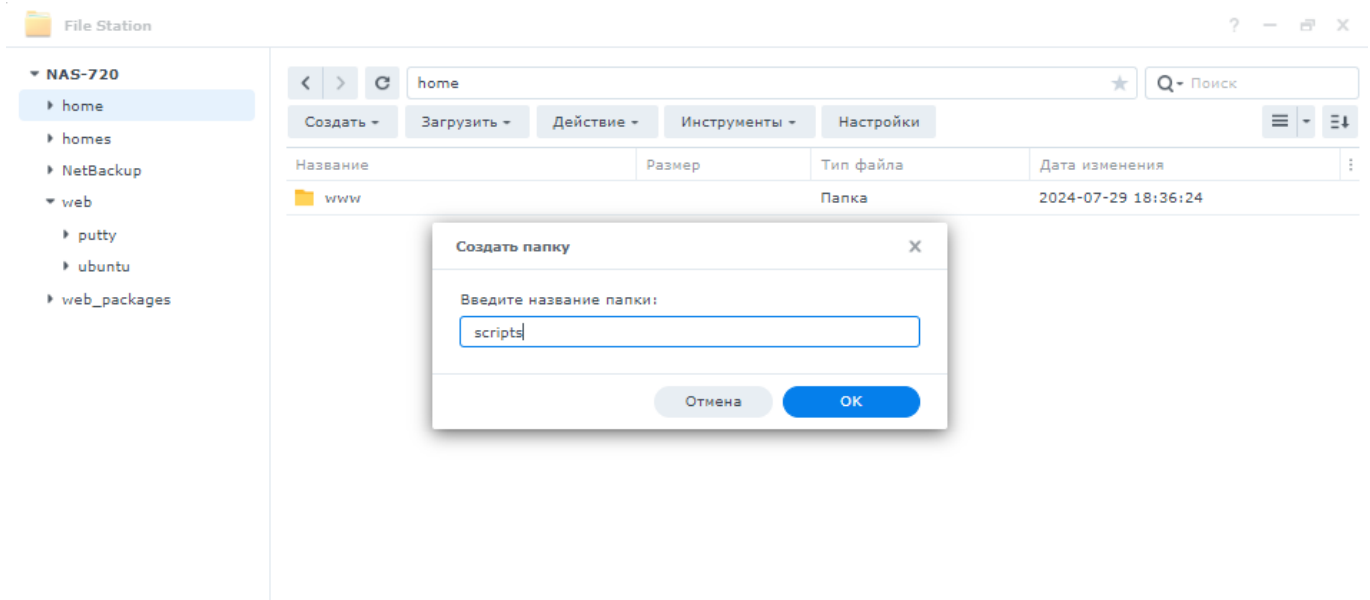 File Station
NAS-720
home
homes
NetBackup
web
putty
ubuntu
web_packages
home
Поиск
Создать Загрузить Действие Инструменты Настройки
Название Размер Тип файла Дата изменения
www Папка 2024-07-29 18:36:24
Создать папку
Введите название папки:
scripts
Отмена OK